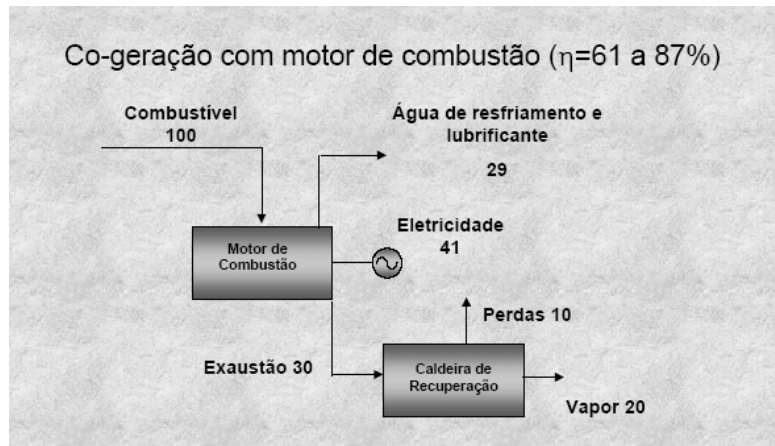 Co-geração com motor de combustão (η=61 a 87%)
Combustível
100
Água de resfriamento e
lubrificante
29
Motor de
Combustão
Eletricidade
41
Perdas 10
Exaustão 30
Caldeira de
Recuperação
Vapor 20